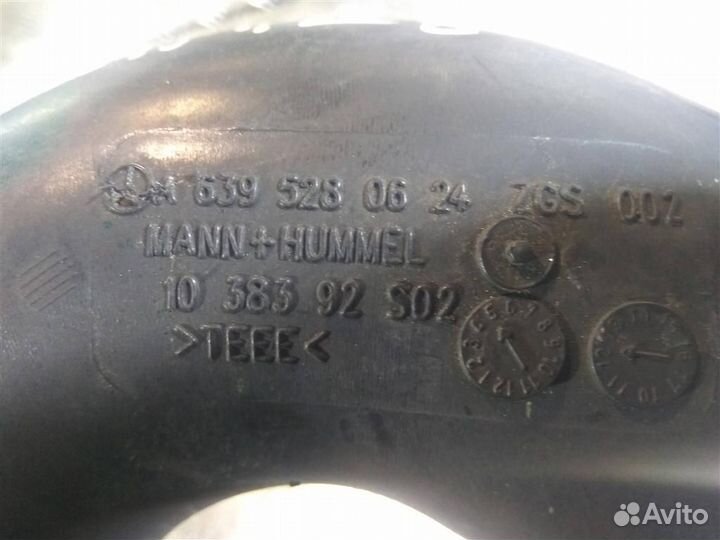 A 639 528 06 24 ZGS 002
MANN+HUMMEL
10 383 92 S02
>TEEE<
Avito